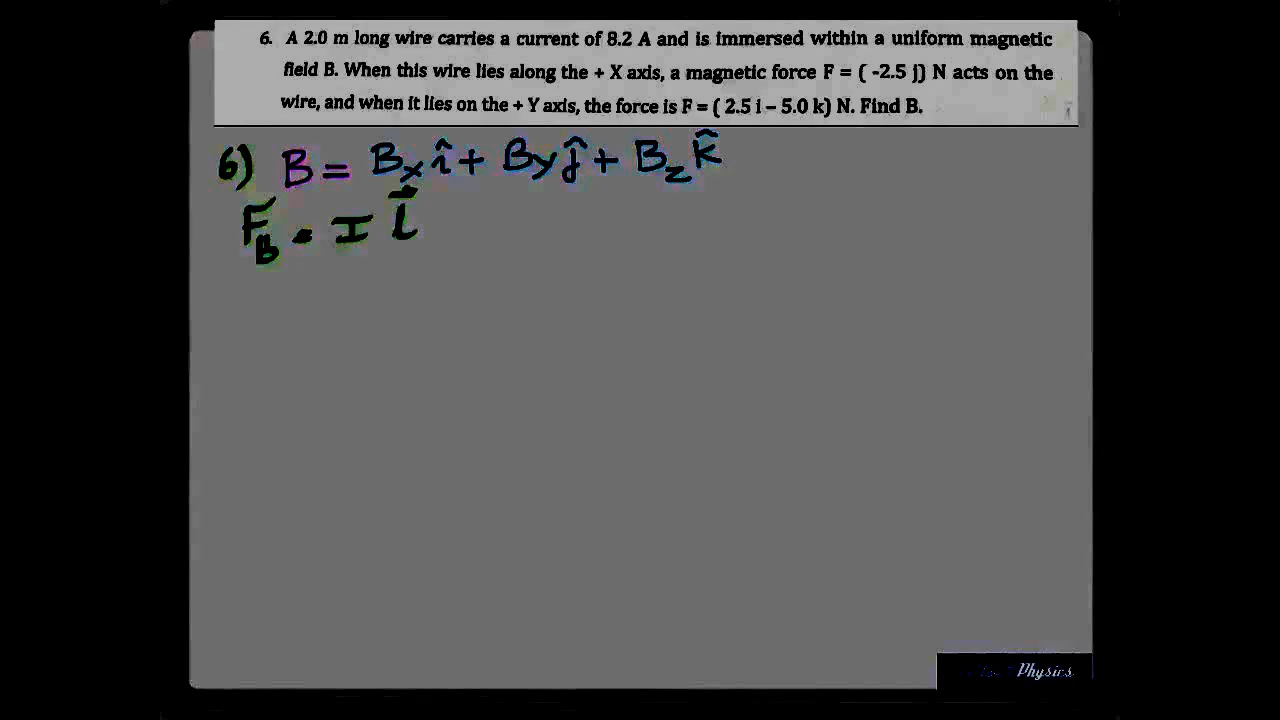 6. A 2.0 m long wire carries a current of 8.2 A and is immersed within a uniform magnetic
field B. When this wire lies along the + X axis, a magnetic force F = ( -2.5 j) N acts on the
wire, and when it lies on the + Y axis, the force is F = ( 2.5 i – 5.0 k) N. Find B.
6) B = Bₓ î + By ĵ + B_z k̂
F⃗_B = I L⃗
Physics